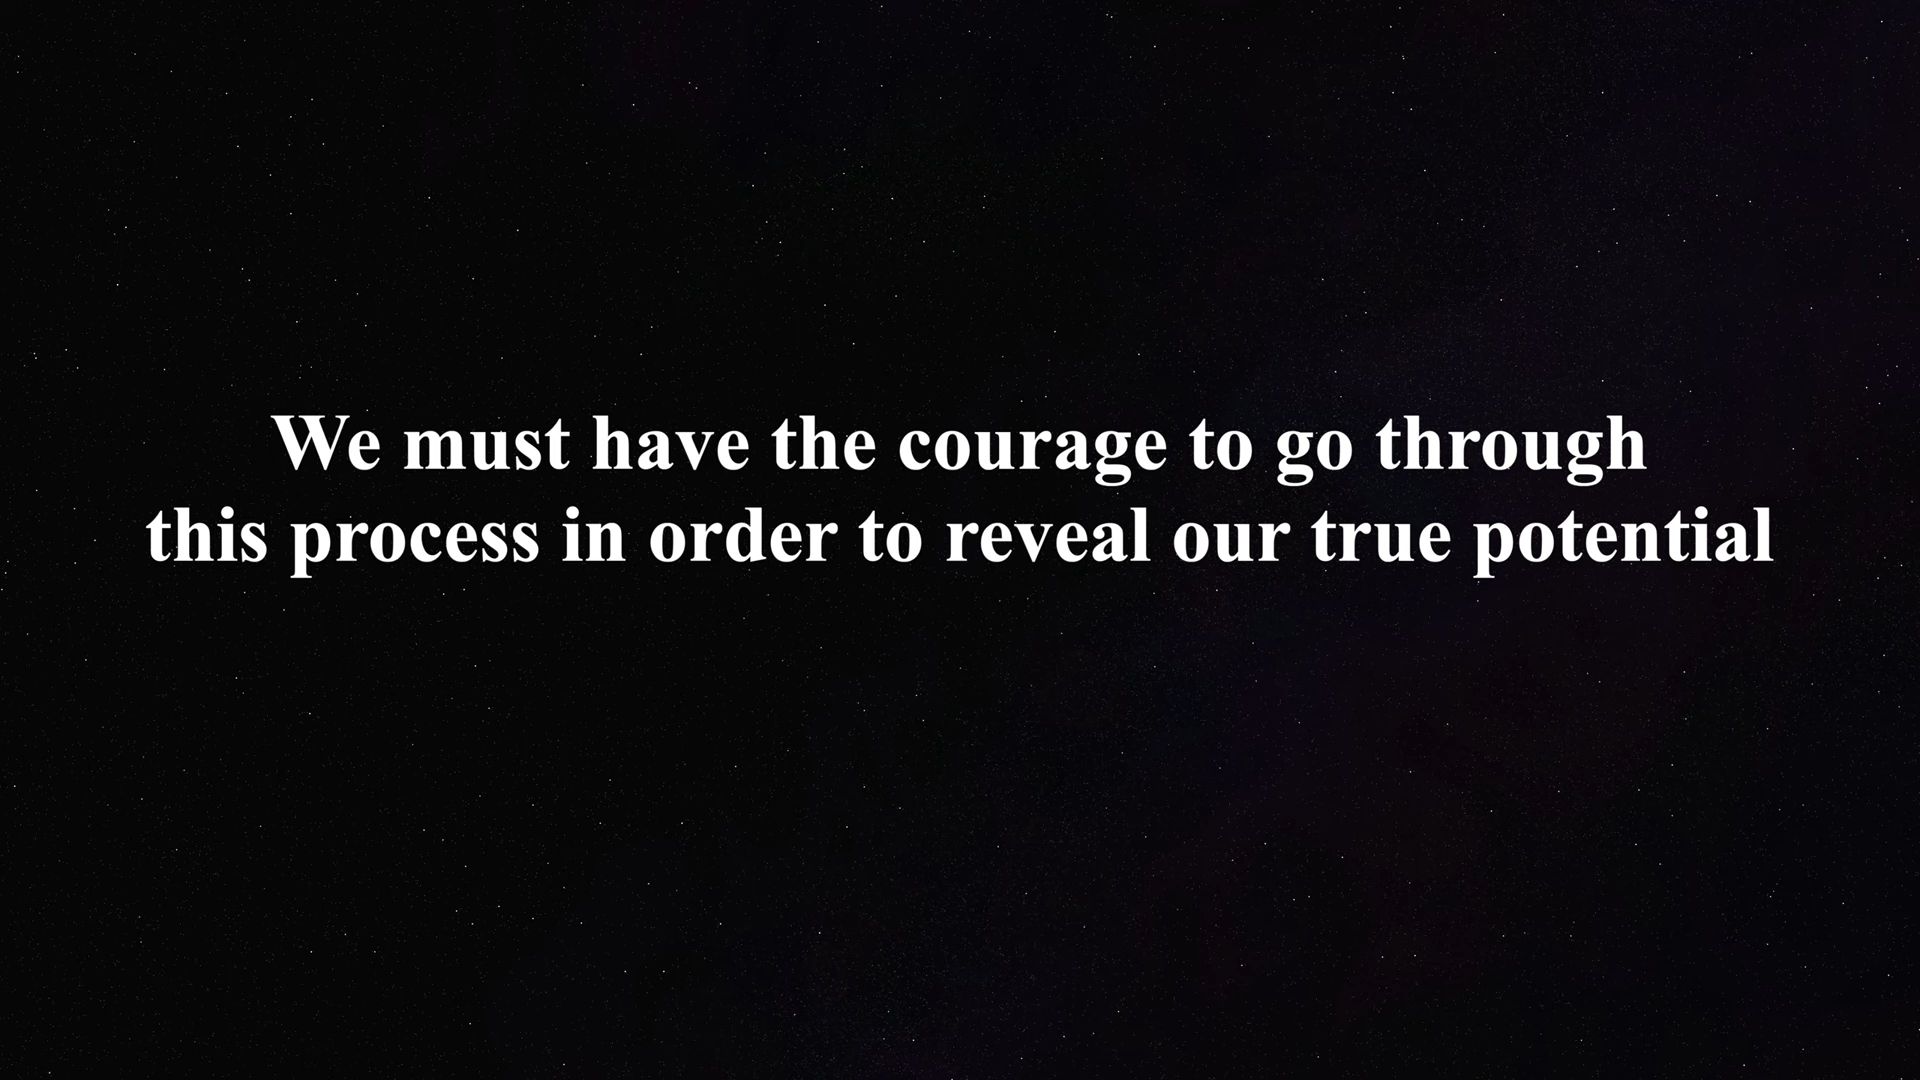 We must have the courage to go through
this process in order to reveal our true potential